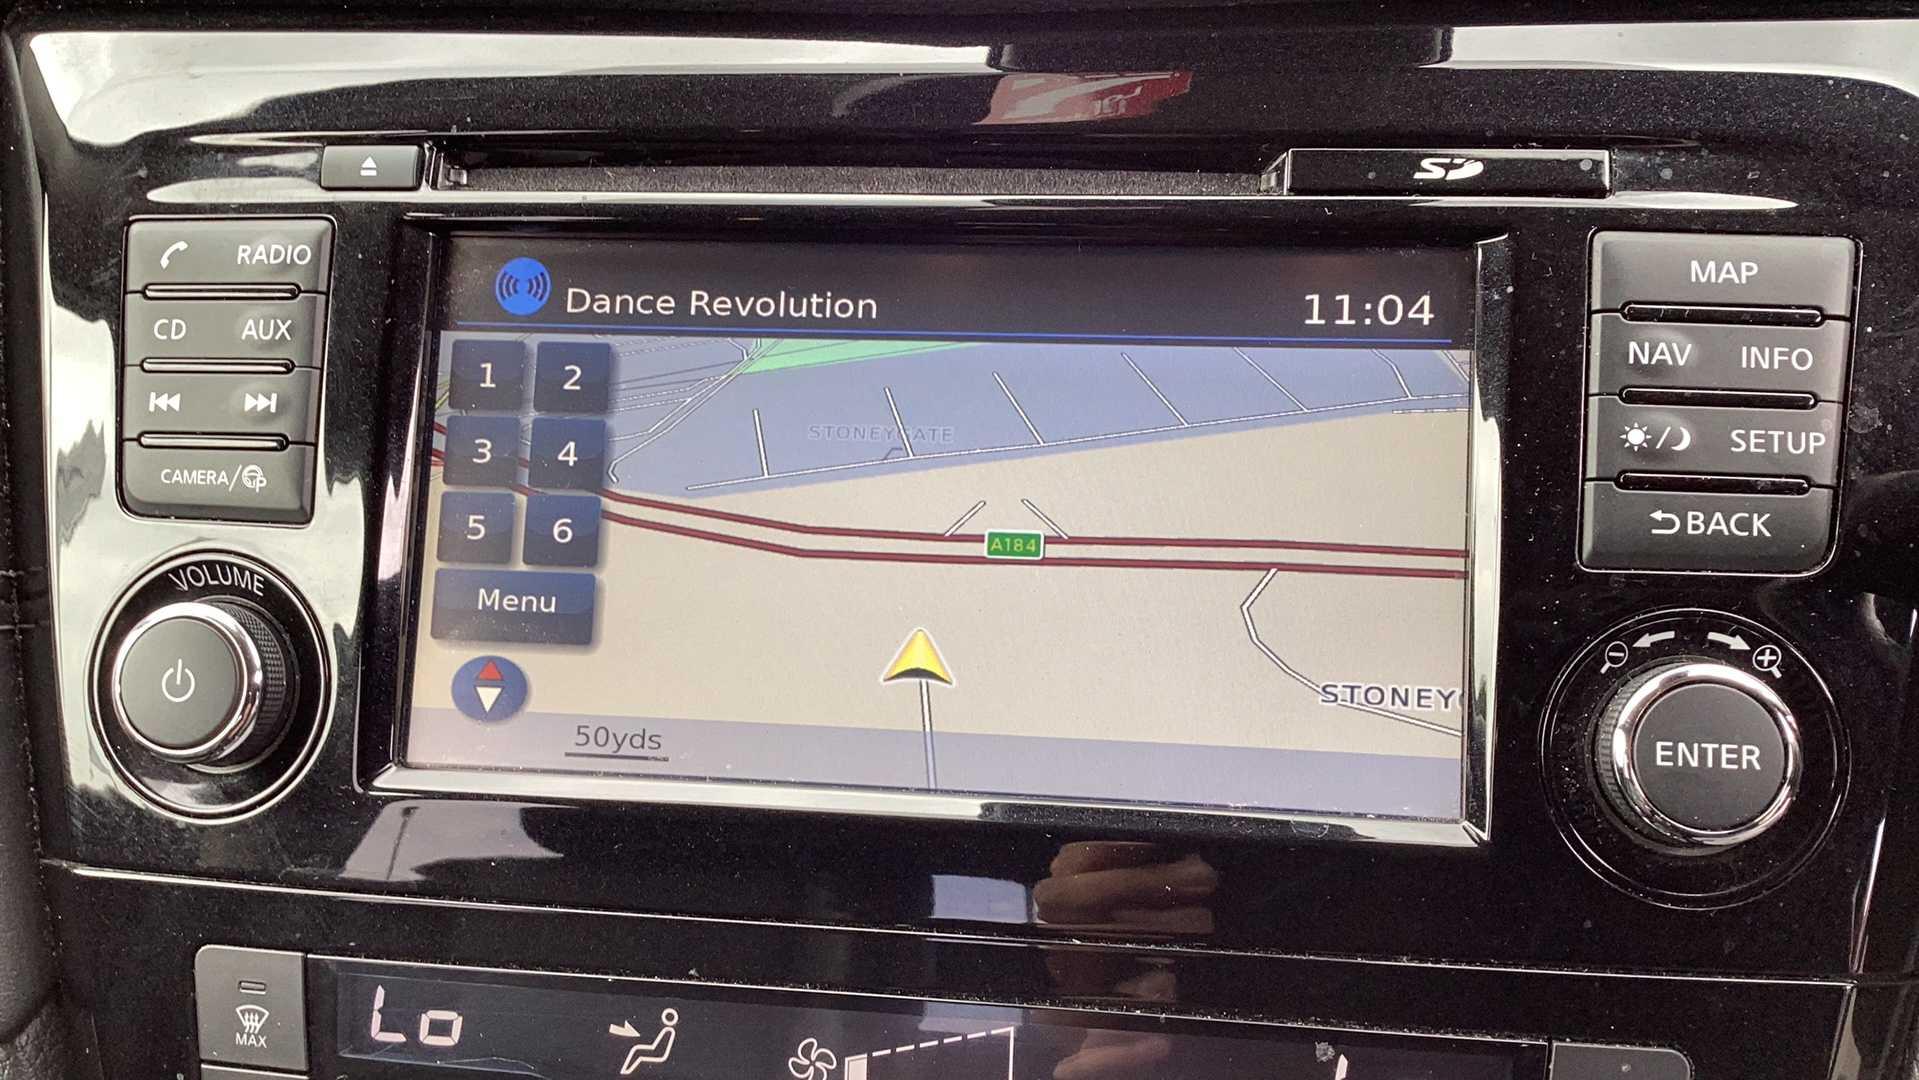 SD
RADIO
CD AUX
CAMERA/
VOLUME
Dance Revolution 11:04
1 2
3 4
5 6
Menu
50yds
STONEYGATE
A184
STONEY
MAP
NAV INFO
SETUP
BACK
ENTER
MAX
Lo